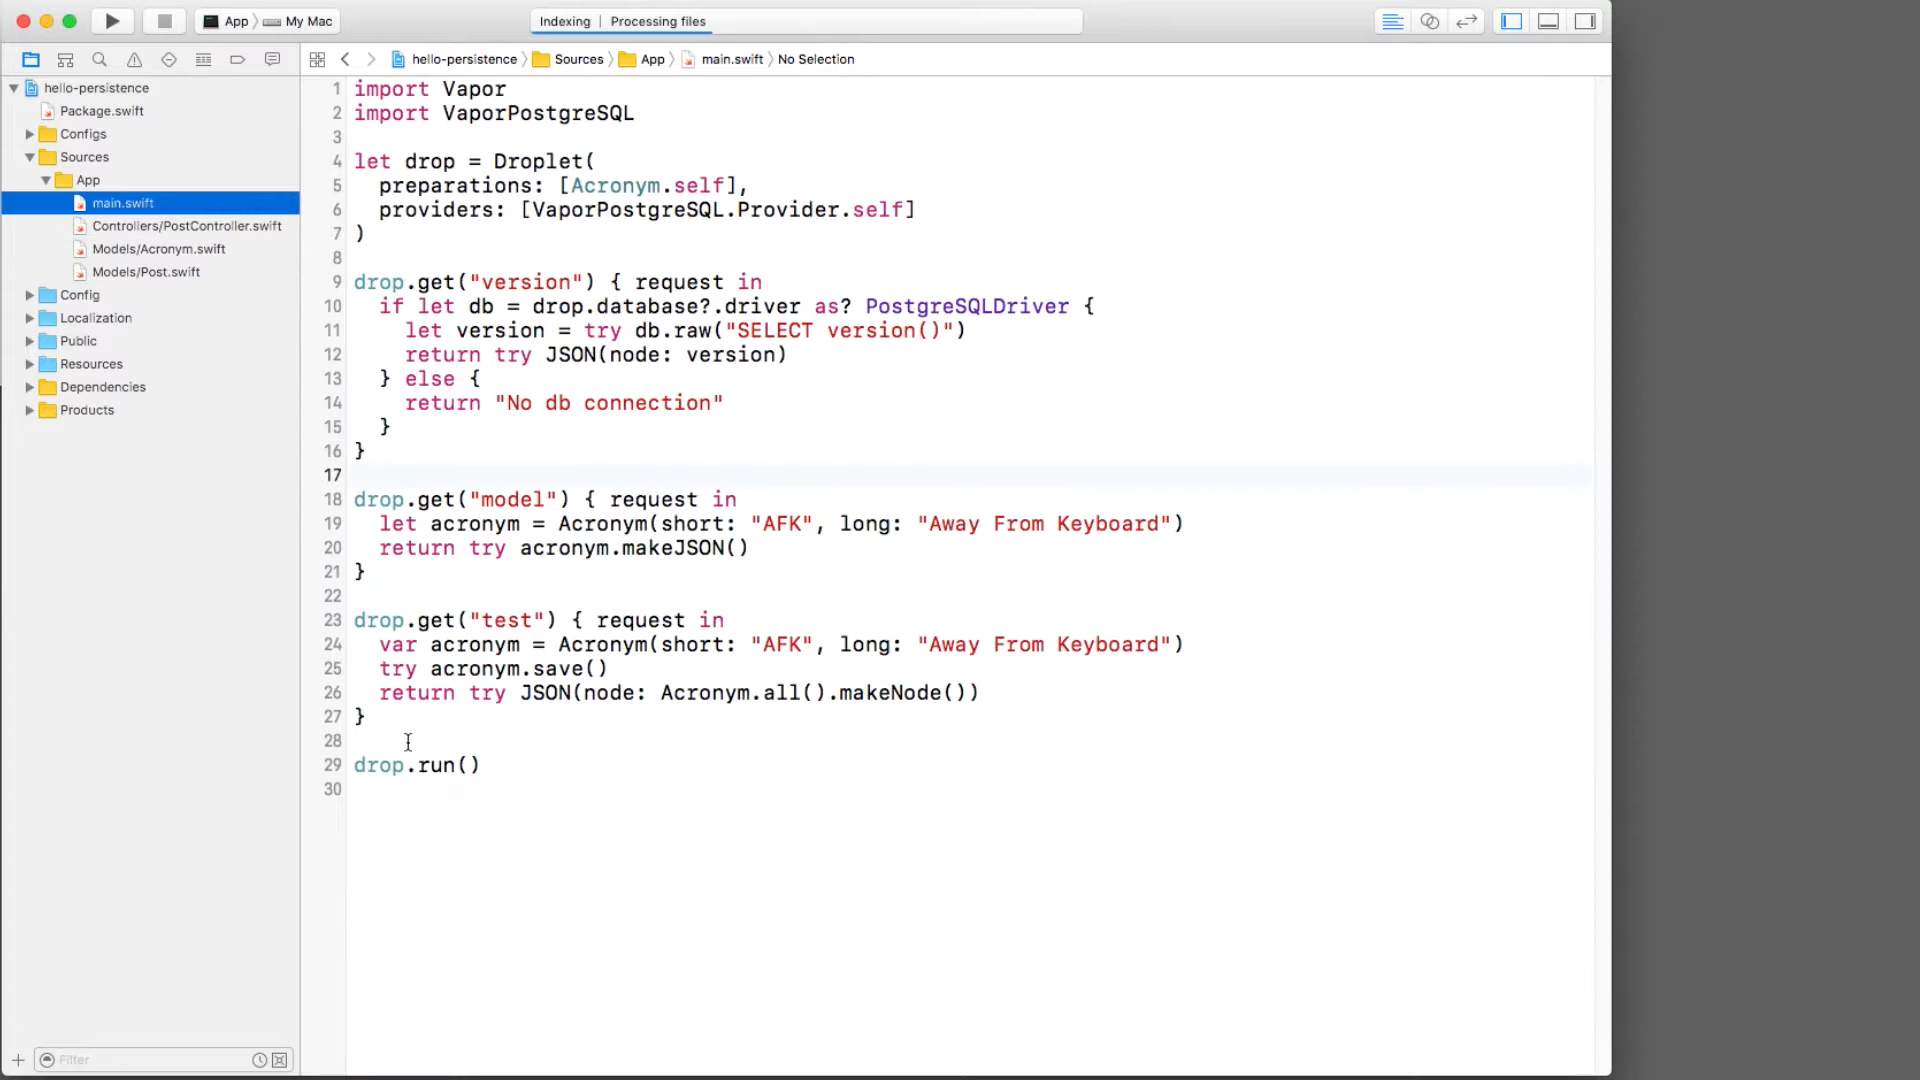 App My Mac
Indexing | Processing files
hello-persistence Sources App main.swift No Selection
hello-persistence
Package.swift
Configs
Sources
App
main.swift
Controllers/PostController.swift
Models/Acronym.swift
Models/Post.swift
Config
Localization
Public
Resources
Dependencies
Products
Filter
1 import Vapor
2 import VaporPostgreSQL
3
4 let drop = Droplet(
5 preparations: [Acronym.self],
6 providers: [VaporPostgreSQL.Provider.self]
7 )
8
9 drop.get("version") { request in
10 if let db = drop.database?.driver as? PostgreSQLDriver {
11 let version = try db.raw("SELECT version()")
12 return try JSON(node: version)
13 } else {
14 return "No db connection"
15 }
16 }
17
18 drop.get("model") { request in
19 let acronym = Acronym(short: "AFK", long: "Away From Keyboard")
20 return try acronym.makeJSON()
21 }
22
23 drop.get("test") { request in
24 var acronym = Acronym(short: "AFK", long: "Away From Keyboard")
25 try acronym.save()
26 return try JSON(node: Acronym.all().makeNode())
27 }
28
29 drop.run()
30